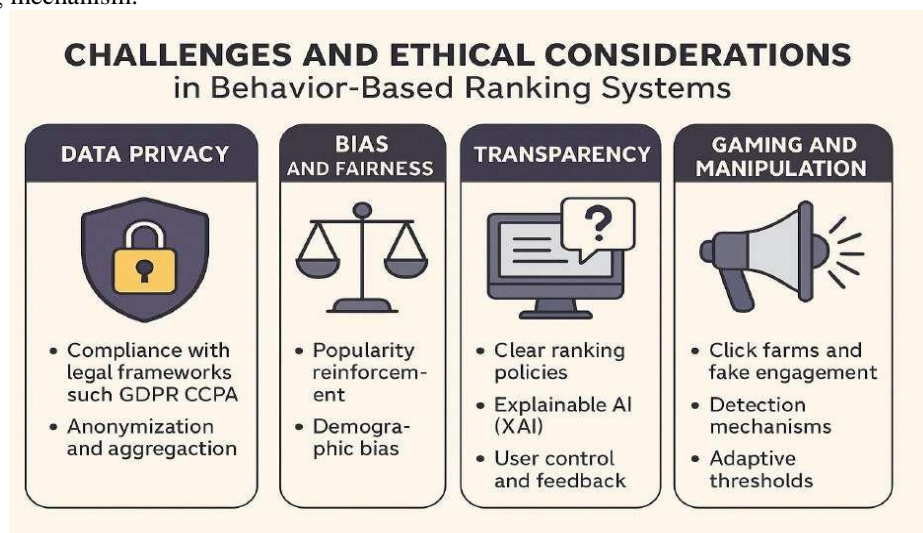 , mechanism.
CHALLENGES AND ETHICAL CONSIDERATIONS
in Behavior-Based Ranking Systems
DATA PRIVACY
• Compliance with
legal frameworks
such GDPR CCPA
• Anonymization
and aggregaction
BIAS
AND FAIRNESS
• Popularity
reinforcem-
ent
• Demogra-
phic bias
TRANSPARENCY
?
• Clear ranking
policies
• Explainable AI
(XAI)
• User control
and feedback
GAMING AND
MANIPULATION
• Click farms and
fake engagement
• Detection
mechanisms
• Adaptive
thresholds